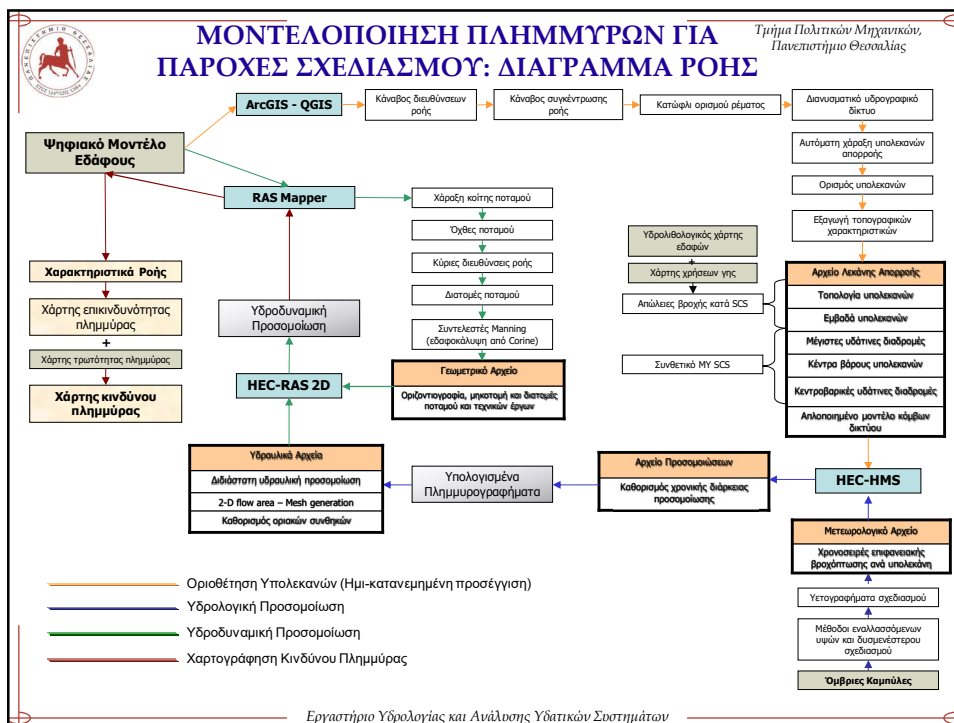 ΜΟΝΤΕΛΟΠΟΙΗΣΗ ΠΛΗΜΜΥΡΩΝ ΓΙΑ
ΠΑΡΟΧΕΣ ΣΧΕΔΙΑΣΜΟΥ: ΔΙΑΓΡΑΜΜΑ ΡΟΗΣ
Τμήμα Πολιτικών Μηχανικών,
Πανεπιστήμιο Θεσσαλίας
ArcGIS - QGIS
Κάναβος διευθύνσεων
ροής
Κάναβος συγκέντρωσης
ροής
Κατώφλι ορισμού ρέματος
Διανυσματικό υδρογραφικό
δίκτυο
Αυτόματη χάραξη υπολεκανών
απορροής
Ορισμός υπολεκανών
Εξαγωγή τοπογραφικών
χαρακτηριστικών
Ψηφιακό Μοντέλο
Εδάφους
RAS Mapper
Χάραξη κοίτης ποταμού
Όχθες ποταμού
Κύριες διευθύνσεις ροής
Διατομές ποταμού
Συντελεστές Manning
(εδαφοκάλυψη από Corine)
Γεωμετρικό Αρχείο
Οριζοντιογραφία, μηκοτομή και διατομές
ποταμού και τεχνικών έργων
Υδρολιθολογικός χάρτης
εδαφών
+
Χάρτης χρήσεων γης
Απώλειες βροχής κατά SCS
Συνθετικό ΜΥ SCS
Αρχείο Λεκάνης Απορροής
Τοπολογία υπολεκανών
Εμβαδά υπολεκανών
Μέγιστες υδάτινες διαδρομές
Κέντρα βάρους υπολεκανών
Κεντροβαρικές υδάτινες διαδρομές
Απλοποιημένο μοντέλο κόμβων
δικτύου
Χαρακτηριστικά Ροής
Χάρτης επικινδυνότητας
πλημμύρας
+
Χάρτης τρωτότητας πλημμύρας
Χάρτης κινδύνου
πλημμύρας
Υδροδυναμική
Προσομοίωση
HEC-RAS 2D
Υδραυλικά Αρχεία
Διδιάστατη υδραυλική προσομοίωση
2-D flow area – Mesh generation
Καθορισμός οριακών συνθηκών
Υπολογισμένα
Πλημμυρογραφήματα
Αρχείο Προσομοιώσεων
Καθορισμός χρονικής διάρκειας
προσομοίωσης
HEC-HMS
Μετεωρολογικό Αρχείο
Χρονοσειρές επιφανειακής
βροχόπτωσης ανά υπολεκάνη
Υετογραφήματα σχεδιασμού
Μέθοδοι εναλλασσόμενων
υψών και δυσμενέστερου
σχεδιασμού
Όμβριες Καμπύλες
Οριοθέτηση Υπολεκανών (Ημι-κατανεμημένη προσέγγιση)
Υδρολογική Προσομοίωση
Υδροδυναμική Προσομοίωση
Χαρτογράφηση Κινδύνου Πλημμύρας
Εργαστήριο Υδρολογίας και Ανάλυσης Υδατικών Συστημάτων